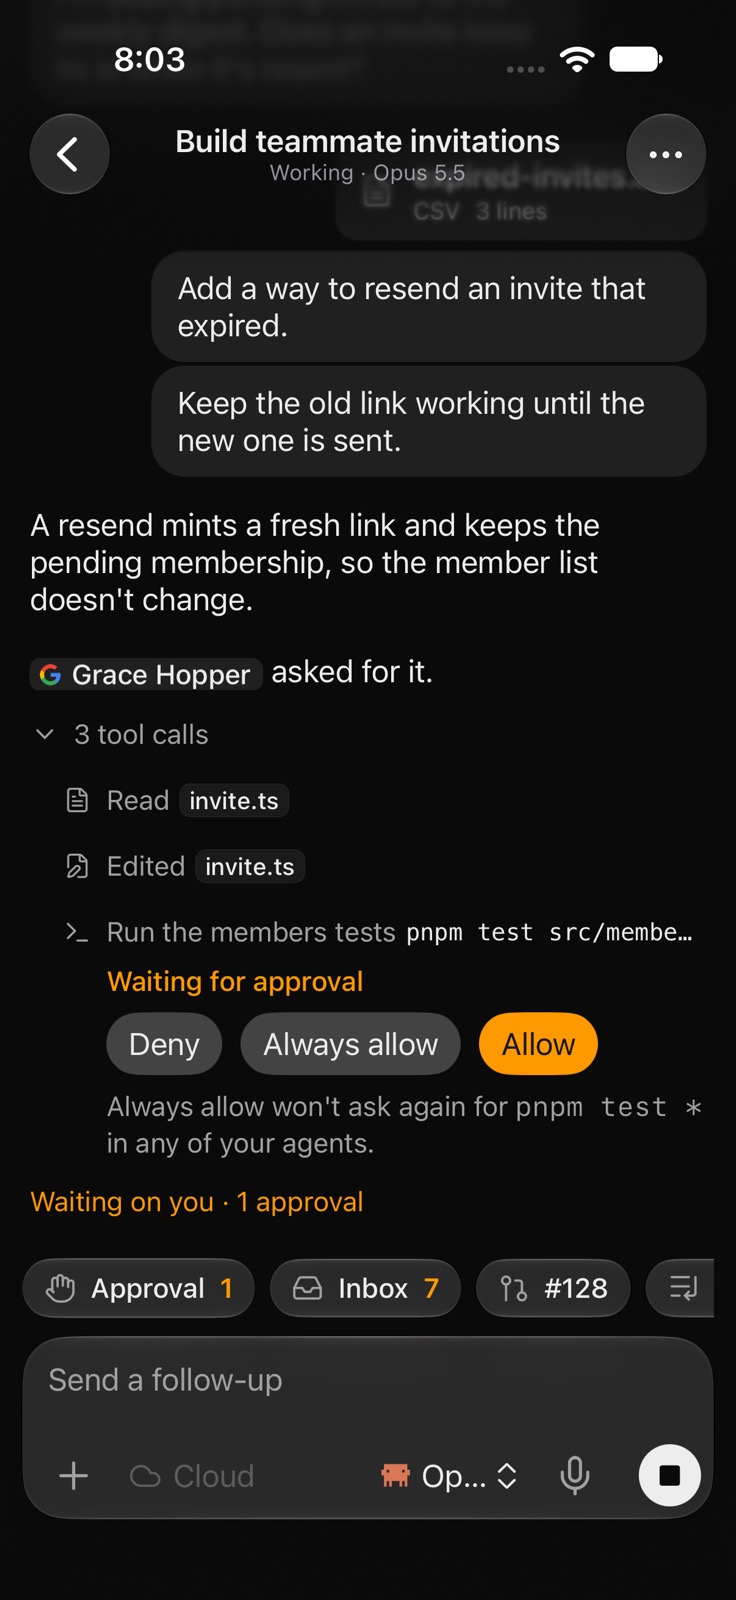 8:03
Build teammate invitations
Working · Opus 5.5
CSV 3 lines
Add a way to resend an invite that
expired.
Keep the old link working until the
new one is sent.
A resend mints a fresh link and keeps the
pending membership, so the member list
doesn't change.
Grace Hopper asked for it.
3 tool calls
Read invite.ts
Edited invite.ts
Run the members tests pnpm test src/membe…
Waiting for approval
Deny Always allow Allow
Always allow won't ask again for pnpm test *
in any of your agents.
Waiting on you · 1 approval
Approval 1 Inbox 7 #128
Send a follow-up
Cloud Op...